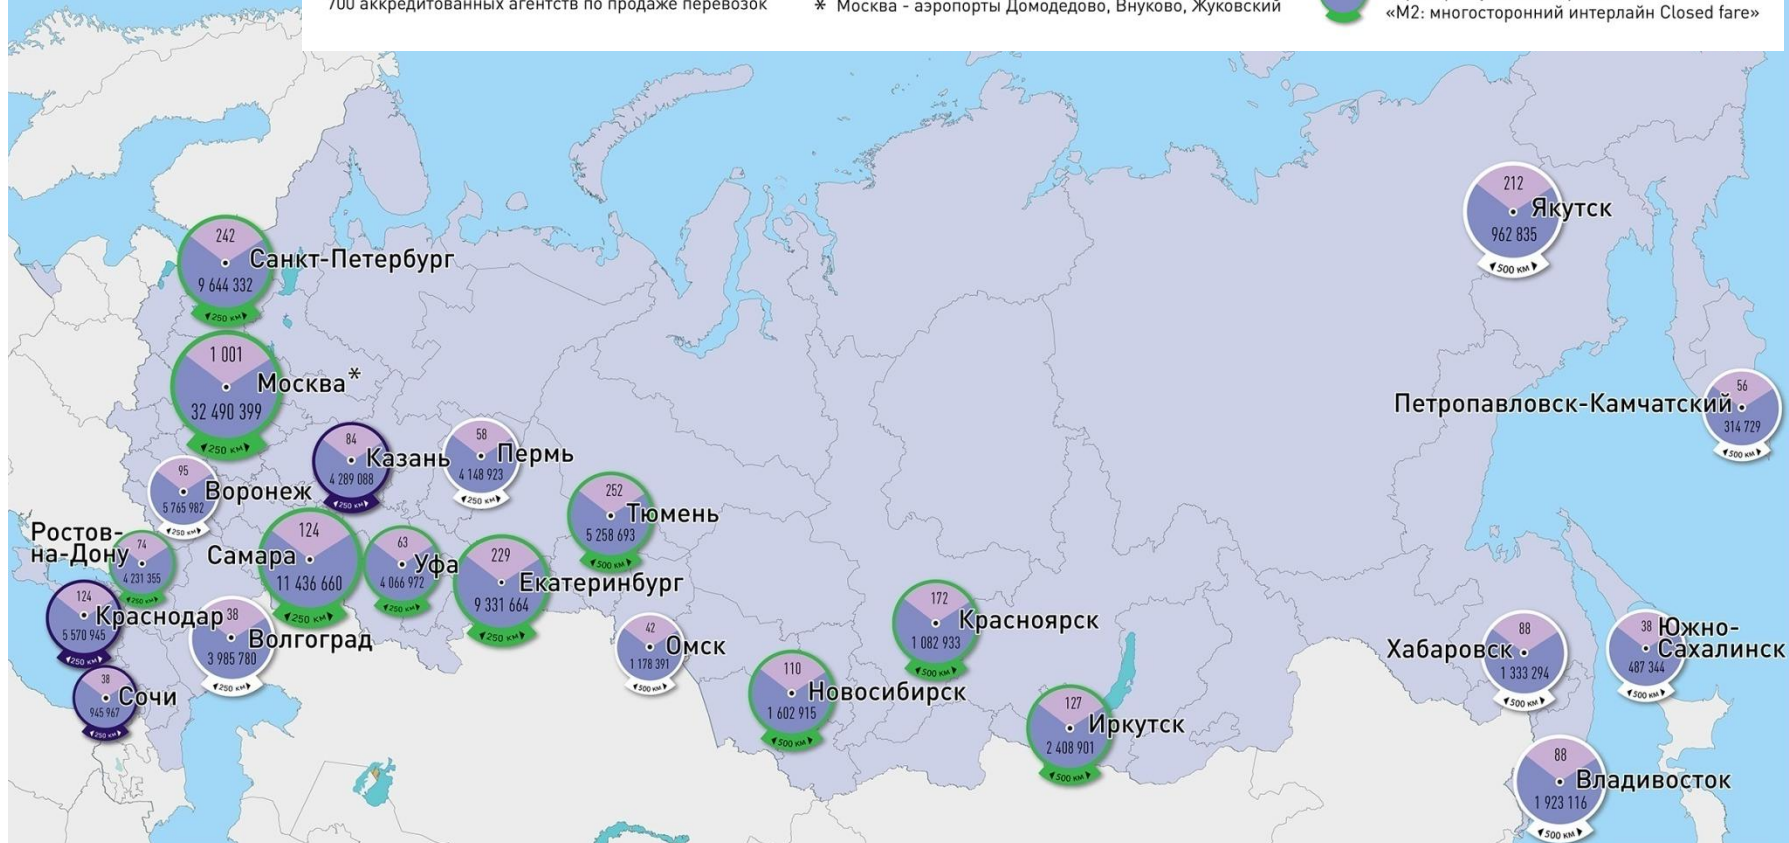 700 аккредитованных агентств по продаже перевозок
* Москва - аэропорты Домодедово, Внуково, Жуковский
«М2: многосторонний интерлайн Closed fare»
212
Якутск
962 835
500 км
242
Санкт-Петербург
9 644 332
250 км
1 001
Москва*
32 490 399
250 км
56
Петропавловск-Камчатский
314 729
500 км
84
Казань
4 289 088
250 км
58
Пермь
4 148 923
250 км
95
Воронеж
5 765 982
250 км
252
Тюмень
5 258 693
500 км
Ростов-
на-Дону
74
4 231 355
250 км
124
Самара
11 436 660
250 км
63
Уфа
4 066 972
250 км
229
Екатеринбург
9 331 664
250 км
124
Краснодар
5 570 945
250 км
38
Волгоград
3 985 780
250 км
42
Омск
1 178 391
500 км
172
Красноярск
1 082 933
500 км
88
Хабаровск
1 333 294
500 км
38
Южно-
Сахалинск
487 344
500 км
38
Сочи
945 967
250 км
110
Новосибирск
1 602 915
500 км
127
Иркутск
2 408 901
500 км
88
Владивосток
1 923 116
500 км